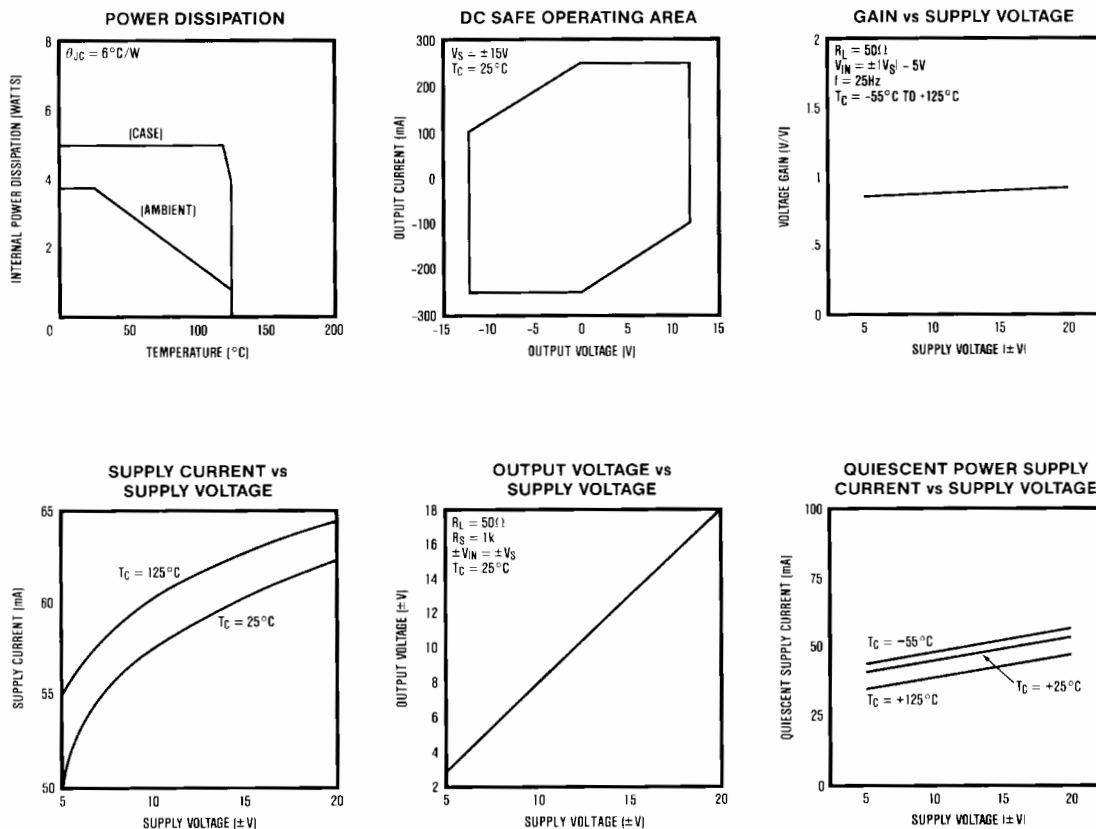 POWER DISSIPATION
θJC = 6°C/W
(CASE)
(AMBIENT)
INTERNAL POWER DISSIPATION (WATTS)
8
6
4
2
0 50 100 150 200
TEMPERATURE (°C)
DC SAFE OPERATING AREA
VS = ±15V
TC = 25°C
OUTPUT CURRENT (mA)
300
200
100
0
-100
-200
-300
-15 -10 -5 0 5 10 15
OUTPUT VOLTAGE (V)
GAIN vs SUPPLY VOLTAGE
RL = 50Ω
VIN = ±|VS| - 5V
f = 25Hz
TC = -55°C TO +125°C
VOLTAGE GAIN (V/V)
2
1.5
1
.5
0
5 10 15 20
SUPPLY VOLTAGE (±V)
SUPPLY CURRENT vs
SUPPLY VOLTAGE
TC = 125°C
TC = 25°C
SUPPLY CURRENT (mA)
65
60
55
50
5 10 15 20
SUPPLY VOLTAGE (±V)
OUTPUT VOLTAGE vs
SUPPLY VOLTAGE
RL = 50Ω
RS = 1k
±VIN = ±VS
TC = 25°C
OUTPUT VOLTAGE (±V)
18
16
14
12
10
8
6
4
2
5 10 15 20
SUPPLY VOLTAGE (±V)
QUIESCENT POWER SUPPLY
CURRENT vs SUPPLY VOLTAGE
TC = -55°C
TC = +25°C
TC = +125°C
QUIESCENT SUPPLY CURRENT (mA)
100
75
50
25
0
5 10 15 20
SUPPLY VOLTAGE (±V)